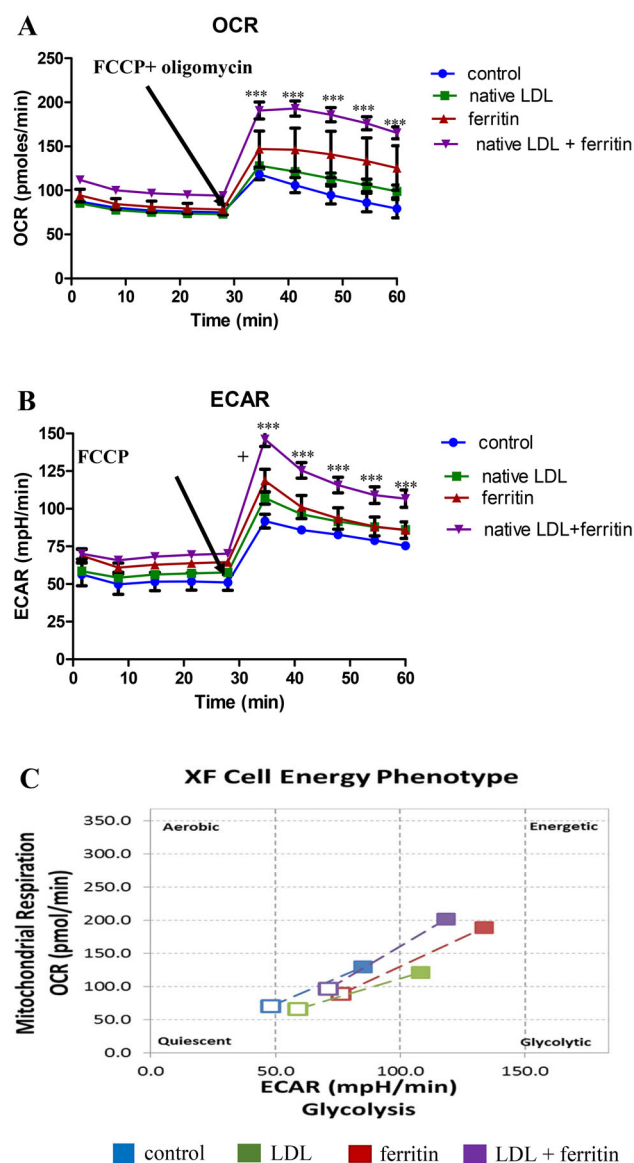 A
OCR
FCCP+ oligomycin
*** *** *** *** ***
250
200
150
100
50
0
OCR (pmoles/min)
0 10 20 30 40 50 60
Time (min)
control
native LDL
ferritin
native LDL + ferritin
B
ECAR
FCCP +
*** *** *** *** ***
150
125
100
75
50
25
0
ECAR (mpH/min)
0 10 20 30 40 50 60
Time (min)
control
native LDL
ferritin
native LDL+ferritin
C
XF Cell Energy Phenotype
Mitochondrial Respiration
OCR (pmol/min)
350.0
300.0
250.0
200.0
150.0
100.0
50.0
0.0
Aerobic
Energetic
Quiescent
Glycolytic
0.0 50.0 100.0 150.0
ECAR (mpH/min)
Glycolysis
control LDL ferritin LDL + ferritin